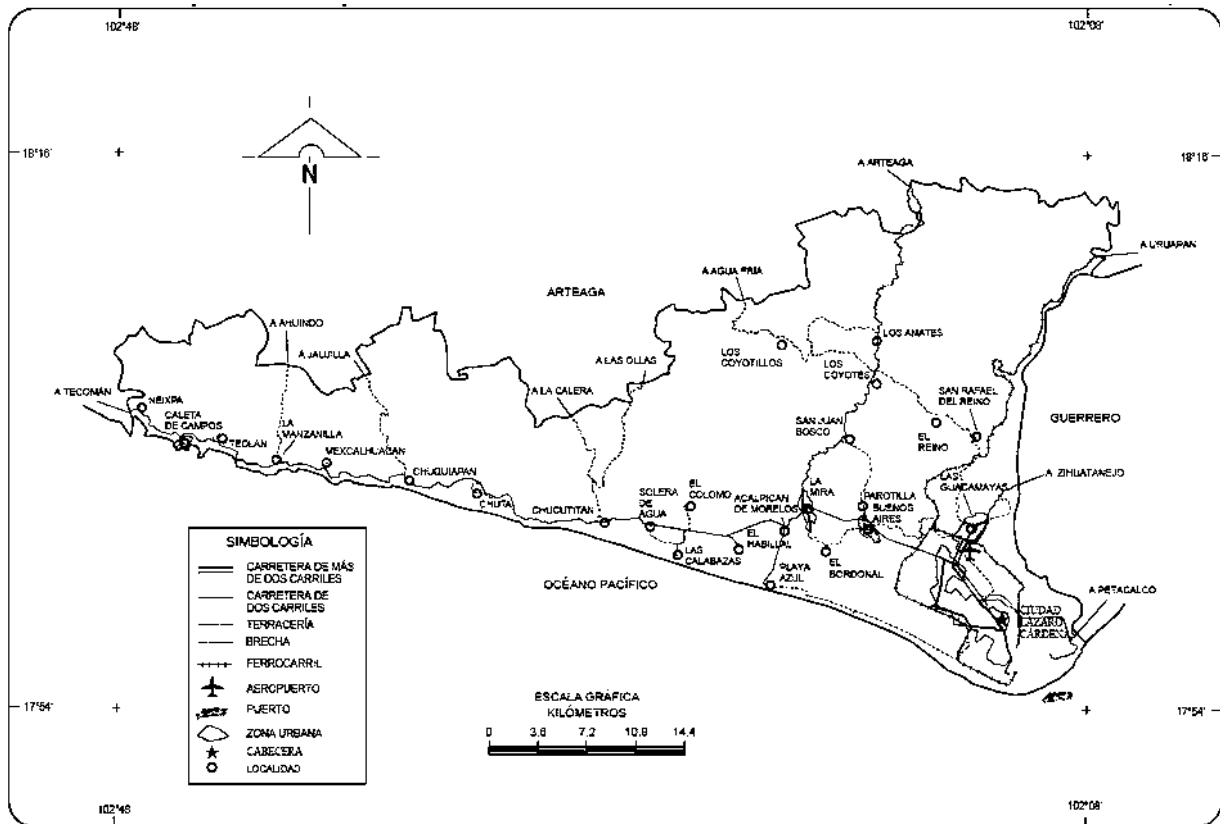 102°48'
102°08'
18°16'
18°16'
A ARTEAGA
A URUAPAN
A AGUA FRIA
ARTEAGA
A AHUINDO
A JALUILLA
LOS AMATES
LOS
COYOTILLOS
LOS
COYOTES
A LAS OLLAS
A LA CALERA
SAN RAFAEL
DEL REINO
GUERRERO
A TECOMÁN
NEIXPA
CALETA
DE CAMPOS
TEOLAN
LA
MANZANILLA
MEXCALHUACAN
SAN JUAN
BOSCO
EL
REINO
CHUQUIAPAN
CHUTA
CHUCUTITAN
SOLERA
DE
AGUA
EL
COLOMO
ACALPICAN
DE MORELOS
LA
MIRA
PAROTILLA
BUENOS
AIRES
LAS
GUACAMAYAS
A ZIHUATANEJO
LAS
CALABAZAS
EL
HABILLAL
PLAYA
AZUL
EL
BORDONAL
OCÉANO PACÍFICO
A PETACALCO
CIUDAD
LÁZARO
CÁRDENAS
SIMBOLOGÍA
CARRETERA DE MÁS
DE DOS CARRILES
CARRETERA DE
DOS CARRILES
TERRACERÍA
BRECHA
FERROCARRIL
AEROPUERTO
PUERTO
ZONA URBANA
CABECERA
LOCALIDAD
N
ESCALA GRÁFICA
KILÓMETROS
0 3.6 7.2 10.8 14.4
17°54'
17°54'
102°48'
102°08'